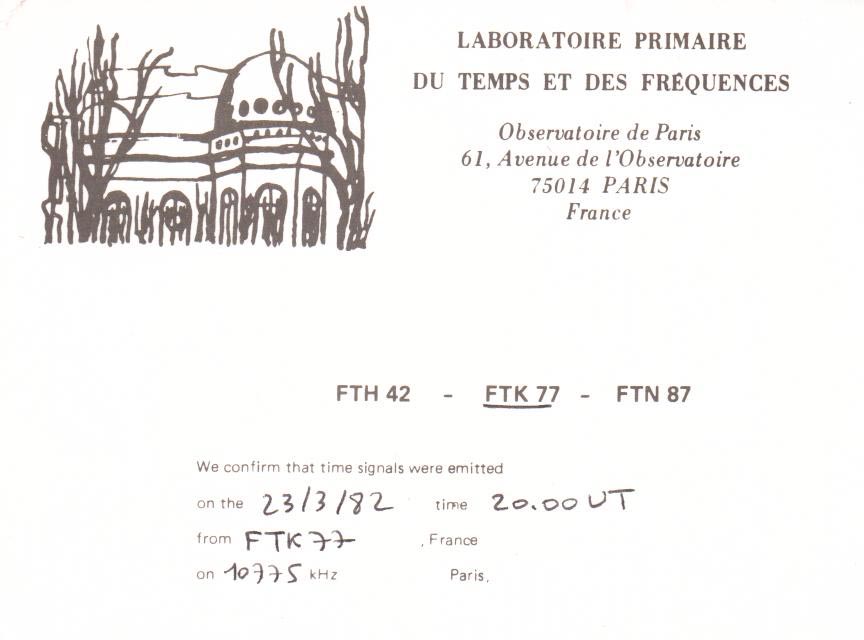 LABORATOIRE PRIMAIRE
DU TEMPS ET DES FRÉQUENCES
Observatoire de Paris
61, Avenue de l'Observatoire
75014 PARIS
France
FTH 42 - FTK 77 - FTN 87
We confirm that time signals were emitted
on the 23/3/82 time 20.00 UT
from FTK 77 , France
on 10775 kHz Paris,